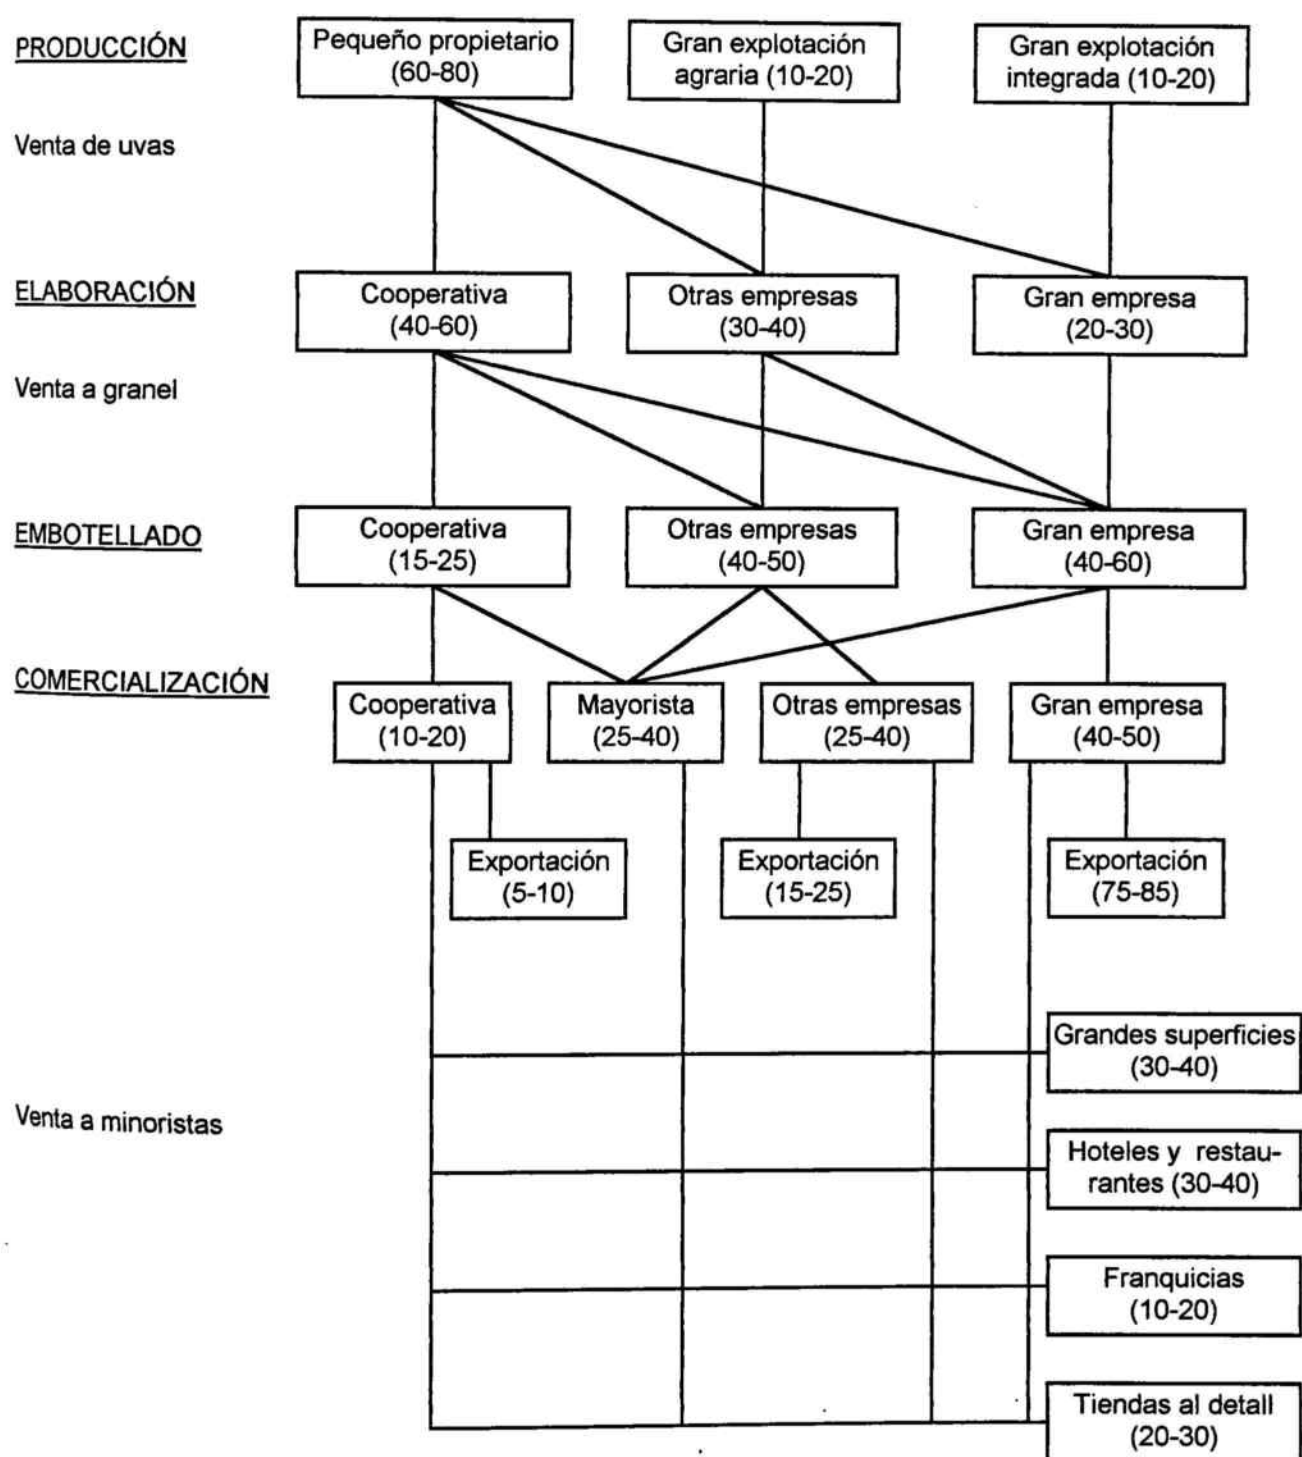 PRODUCCIÓN
Pequeño propietario
(60-80)
Gran explotación
agraria (10-20)
Gran explotación
integrada (10-20)
Venta de uvas
ELABORACIÓN
Cooperativa
(40-60)
Otras empresas
(30-40)
Gran empresa
(20-30)
Venta a granel
EMBOTELLADO
Cooperativa
(15-25)
Otras empresas
(40-50)
Gran empresa
(40-60)
COMERCIALIZACIÓN
Cooperativa
(10-20)
Mayorista
(25-40)
Otras empresas
(25-40)
Gran empresa
(40-50)
Exportación
(5-10)
Exportación
(15-25)
Exportación
(75-85)
Venta a minoristas
Grandes superficies
(30-40)
Hoteles y restau-
rantes (30-40)
Franquicias
(10-20)
Tiendas al detall
(20-30)